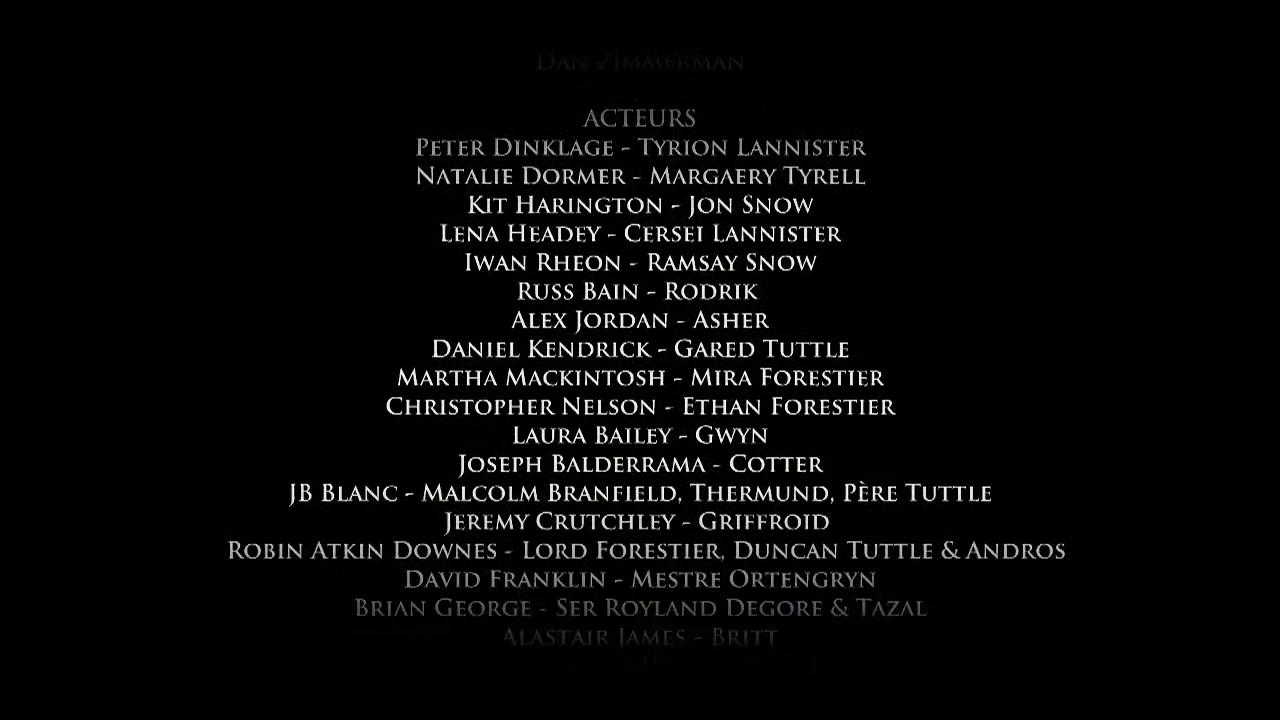 Dan Zimmerman
ACTEURS
Peter Dinklage - Tyrion Lannister
Natalie Dormer - Margaery Tyrell
Kit Harington - Jon Snow
Lena Headey - Cersei Lannister
Iwan Rheon - Ramsay Snow
Russ Bain - Rodrik
Alex Jordan - Asher
Daniel Kendrick - Gared Tuttle
Martha Mackintosh - Mira Forestier
Christopher Nelson - Ethan Forestier
Laura Bailey - Gwyn
Joseph Balderrama - Cotter
JB Blanc - Malcolm Branfield, Thermund, Père Tuttle
Jeremy Crutchley - Griffroid
Robin Atkin Downes - Lord Forestier, Duncan Tuttle & Andros
David Franklin - Mestre Ortengryn
Brian George - Ser Royland Degore & Tazal
Alastair James - Britt